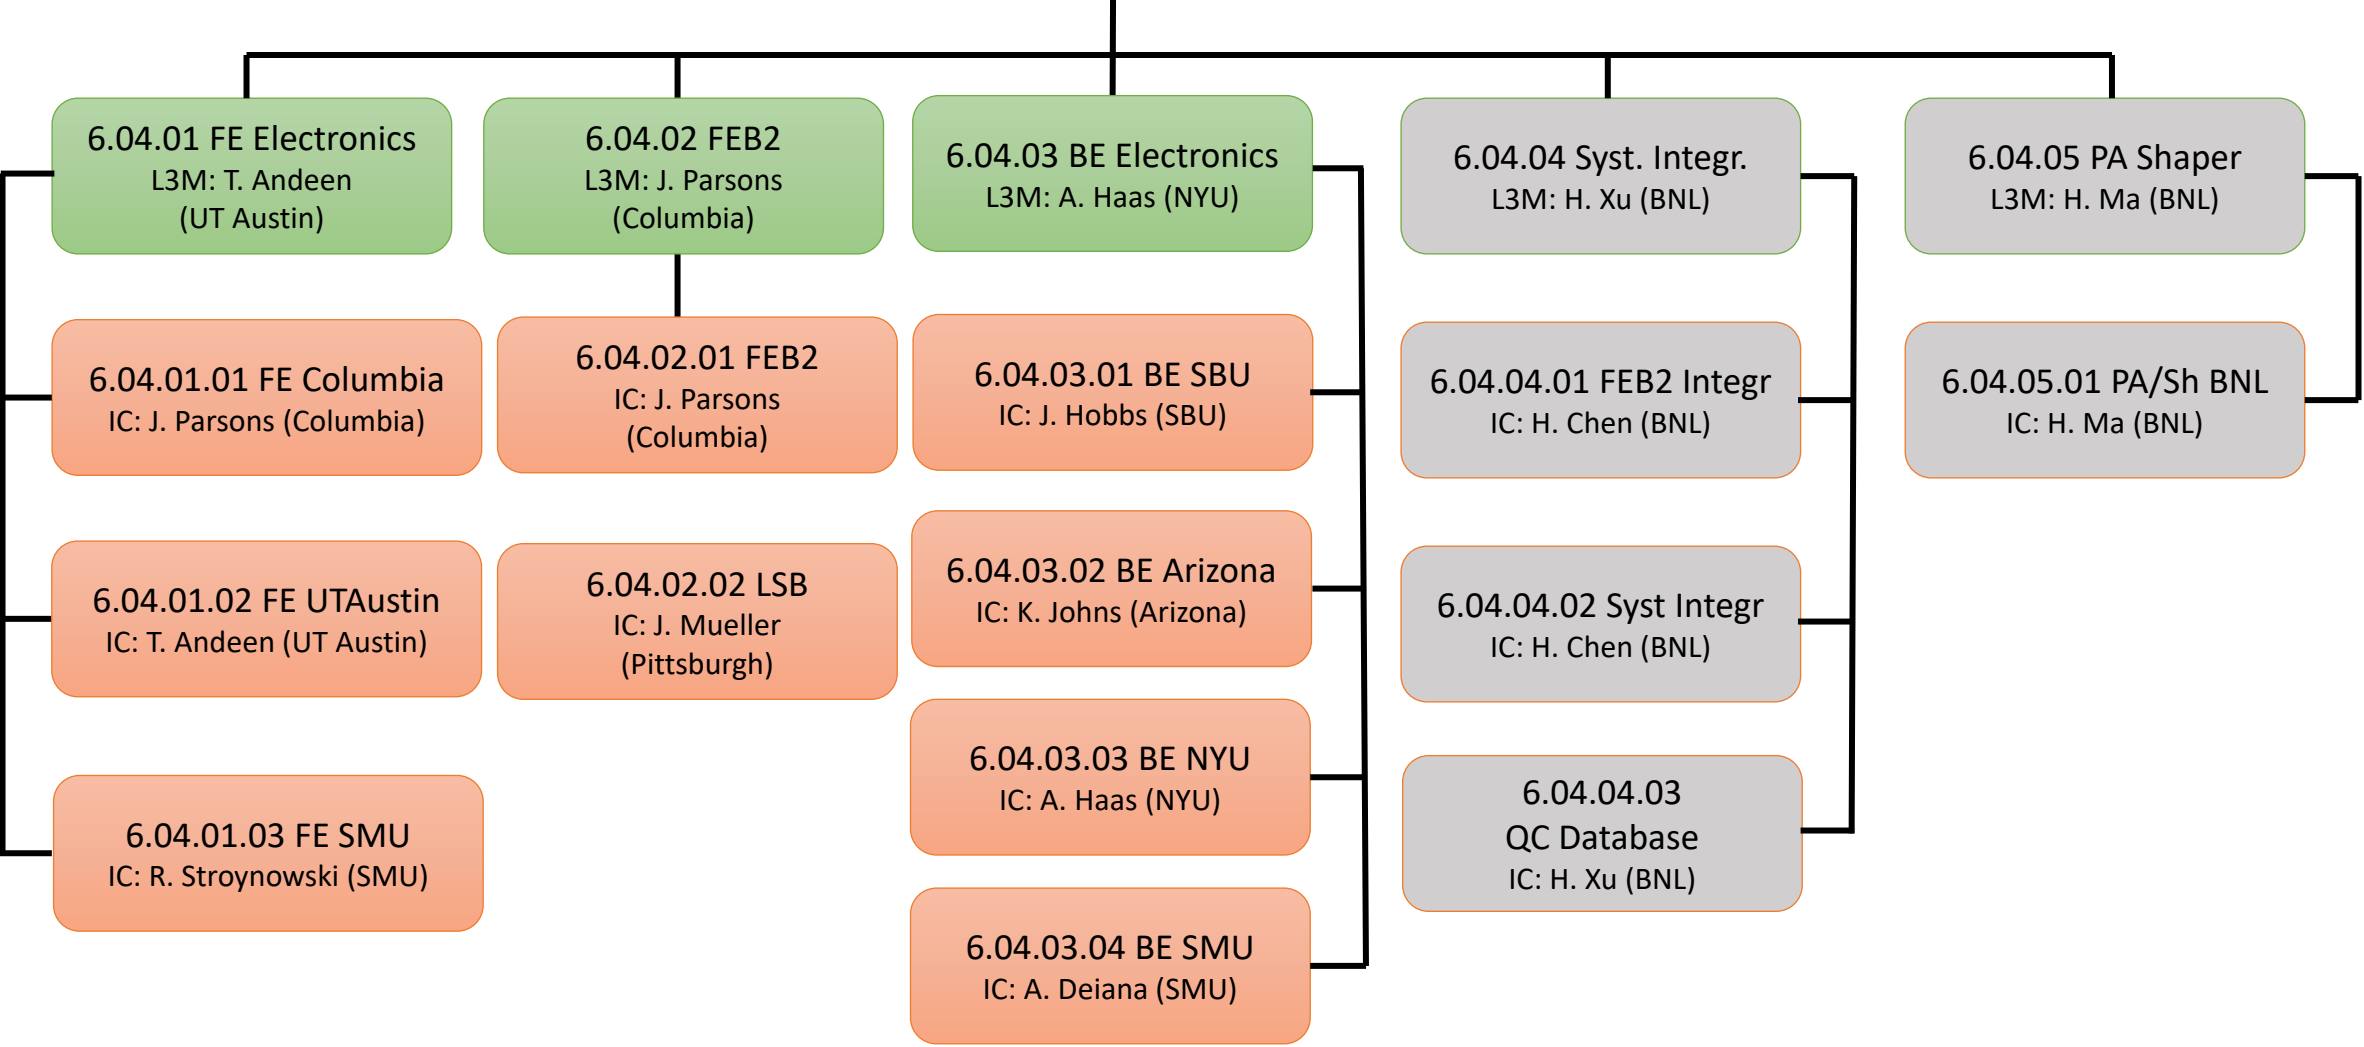 6.04.01 FE Electronics
L3M: T. Andeen
(UT Austin)
6.04.02 FEB2
L3M: J. Parsons
(Columbia)
6.04.03 BE Electronics
L3M: A. Haas (NYU)
6.04.04 Syst. Integr.
L3M: H. Xu (BNL)
6.04.05 PA Shaper
L3M: H. Ma (BNL)
6.04.01.01 FE Columbia
IC: J. Parsons (Columbia)
6.04.02.01 FEB2
IC: J. Parsons
(Columbia)
6.04.03.01 BE SBU
IC: J. Hobbs (SBU)
6.04.04.01 FEB2 Integr
IC: H. Chen (BNL)
6.04.05.01 PA/Sh BNL
IC: H. Ma (BNL)
6.04.01.02 FE UTAustin
IC: T. Andeen (UT Austin)
6.04.02.02 LSB
IC: J. Mueller
(Pittsburgh)
6.04.03.02 BE Arizona
IC: K. Johns (Arizona)
6.04.04.02 Syst Integr
IC: H. Chen (BNL)
6.04.01.03 FE SMU
IC: R. Stroynowski (SMU)
6.04.03.03 BE NYU
IC: A. Haas (NYU)
6.04.04.03
QC Database
IC: H. Xu (BNL)
6.04.03.04 BE SMU
IC: A. Deiana (SMU)